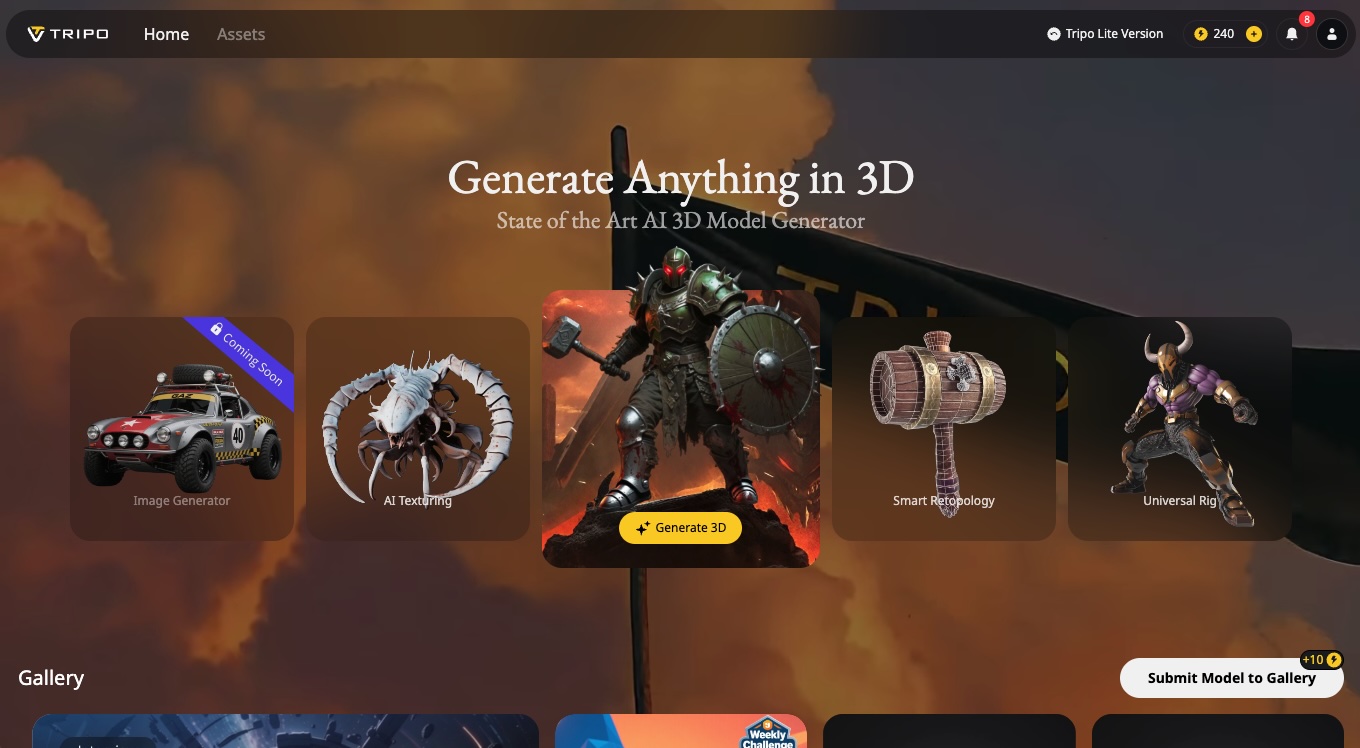 TRIPO
Home
Assets
Tripo Lite Version
240
8
Generate Anything in 3D
State of the Art AI 3D Model Generator
Coming Soon
GAZ
40
Image Generator
AI Texturing
Generate 3D
Smart Retopology
Universal Rig
Gallery
+10
Submit Model to Gallery
Weekly
Challenge